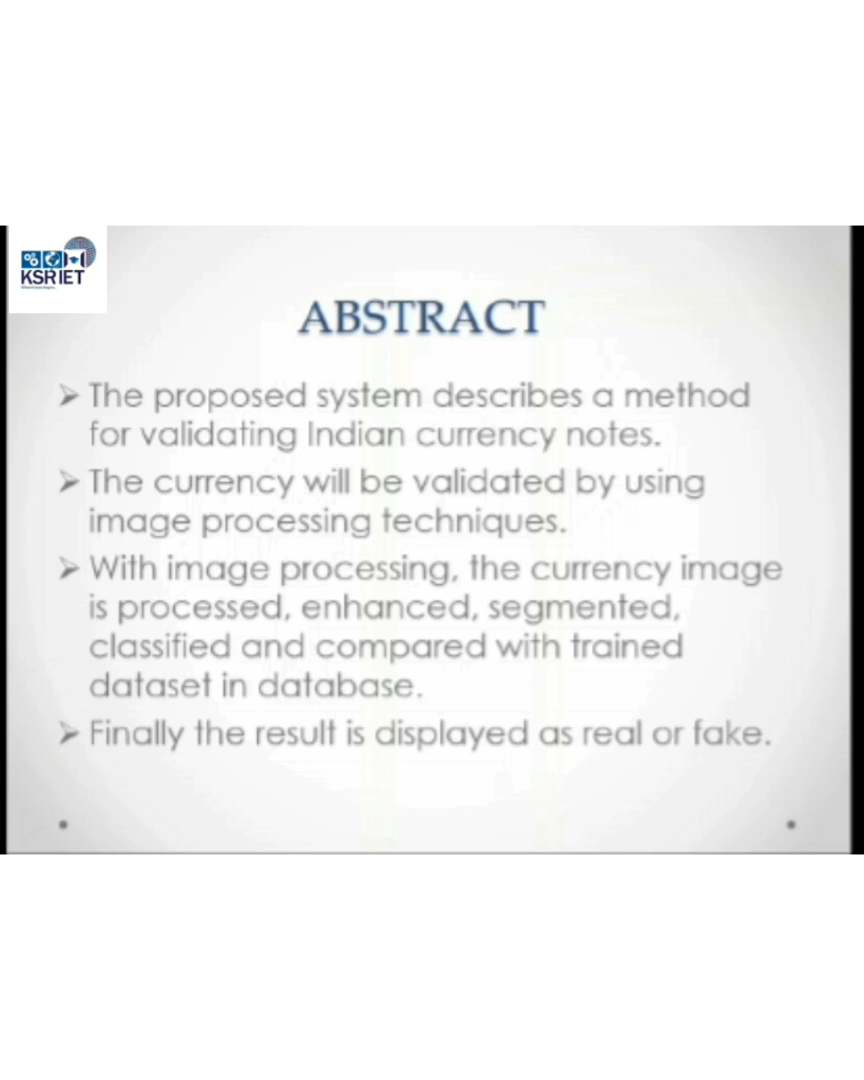 KSRIET
ABSTRACT
➢ The proposed system describes a method
for validating Indian currency notes.
➢ The currency will be validated by using
image processing techniques.
➢ With image processing, the currency image
is processed, enhanced, segmented,
classified and compared with trained
dataset in database.
➢ Finally the result is displayed as real or fake.